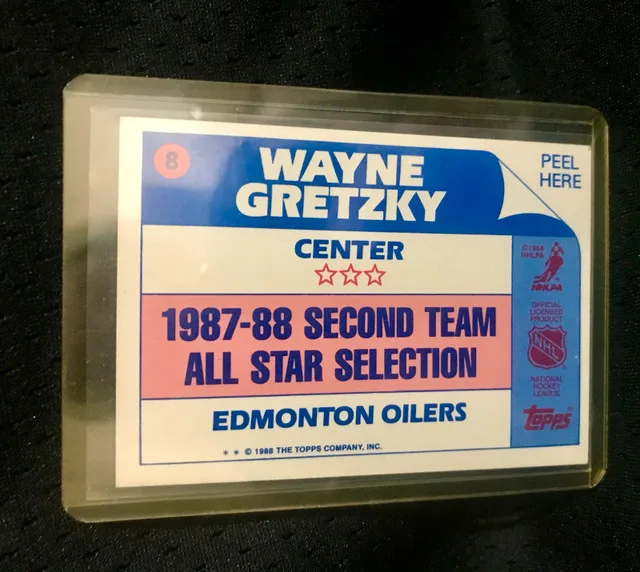 8
WAYNE
GRETZKY
PEEL
HERE
CENTER
1987-88 SECOND TEAM
ALL STAR SELECTION
EDMONTON OILERS
* * © 1988 THE TOPPS COMPANY, INC.
© 1988
NHLPA
NHLPA
OFFICIAL
LICENSED
PRODUCT
NHL
NATIONAL
HOCKEY
LEAGUE
topps